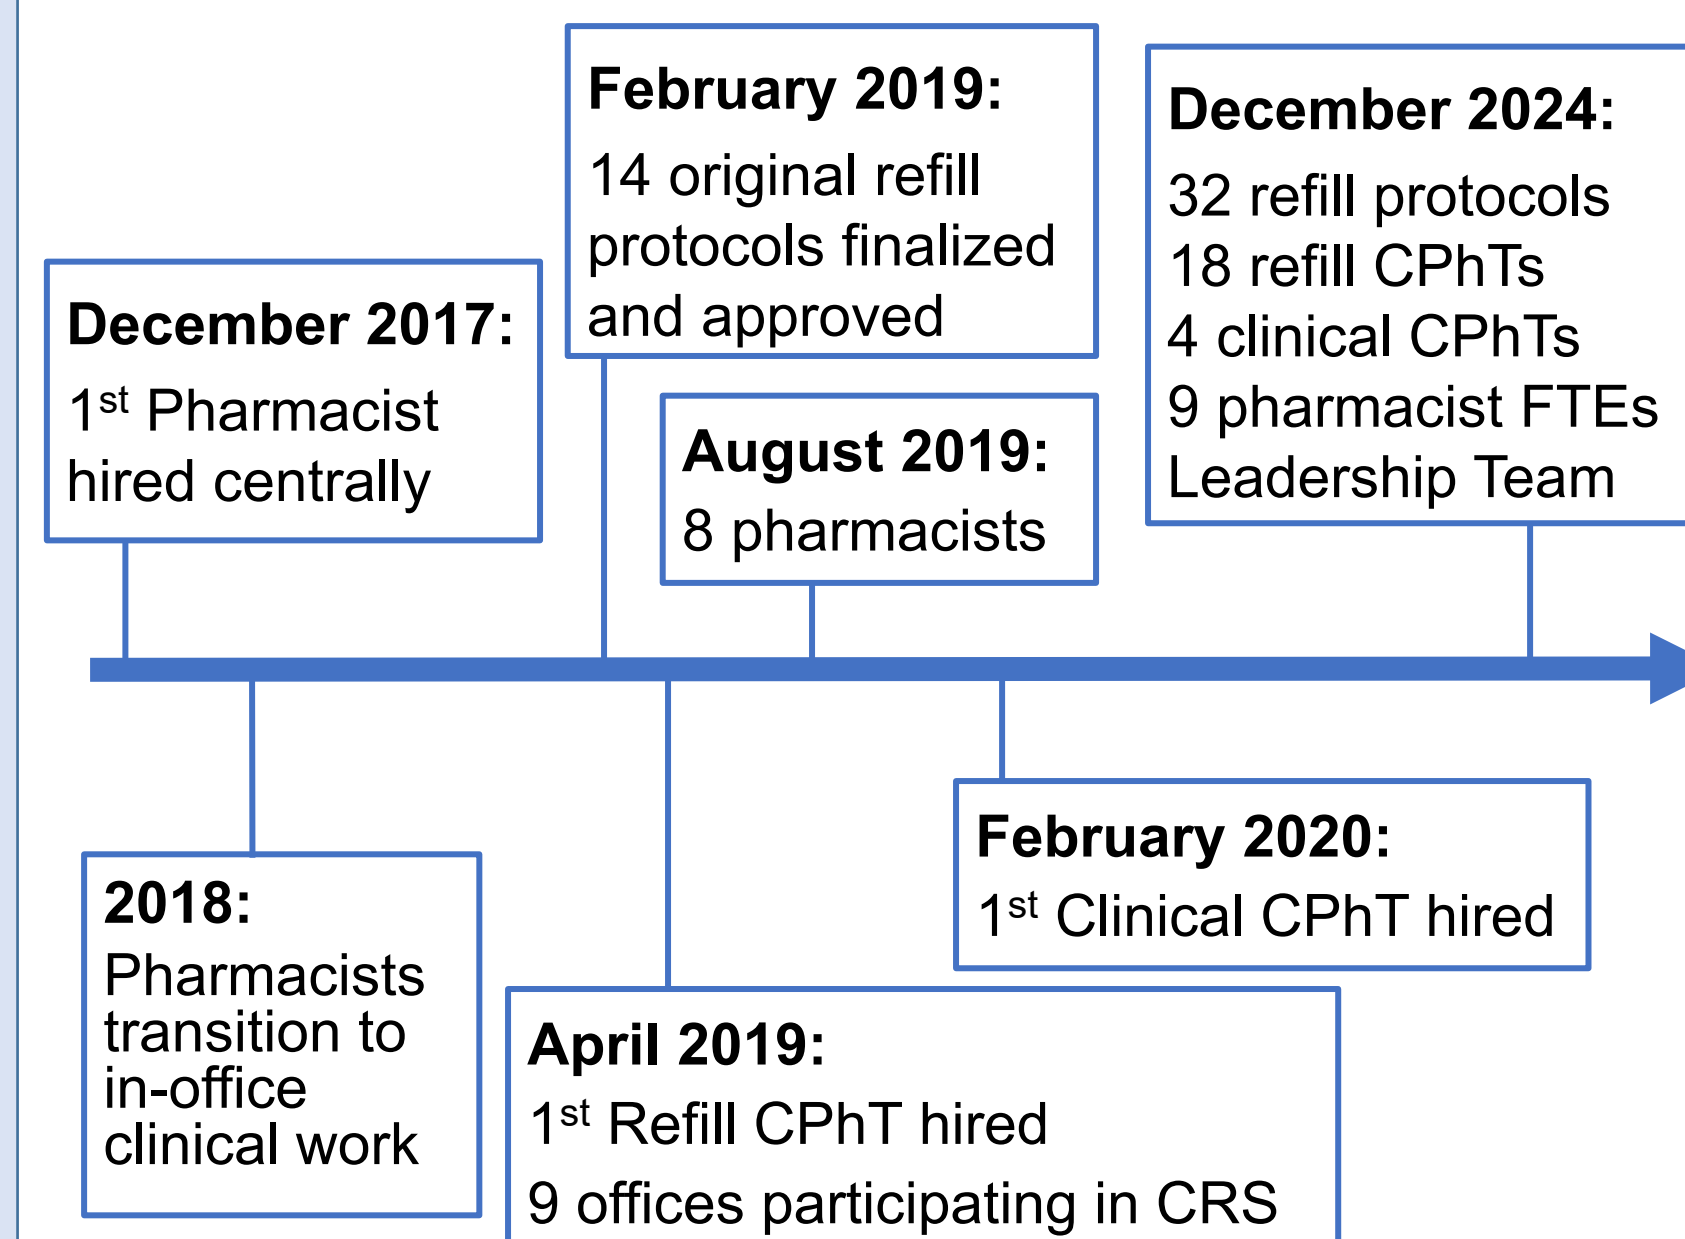 December 2017:
1st Pharmacist
hired centrally
2018:
Pharmacists
transition to
in-office
clinical work
February 2019:
14 original refill
protocols finalized
and approved
April 2019:
1st Refill CPhT hired
9 offices participating in CRS
August 2019:
8 pharmacists
February 2020:
1st Clinical CPhT hired
December 2024:
32 refill protocols
18 refill CPhTs
4 clinical CPhTs
9 pharmacist FTEs
Leadership Team